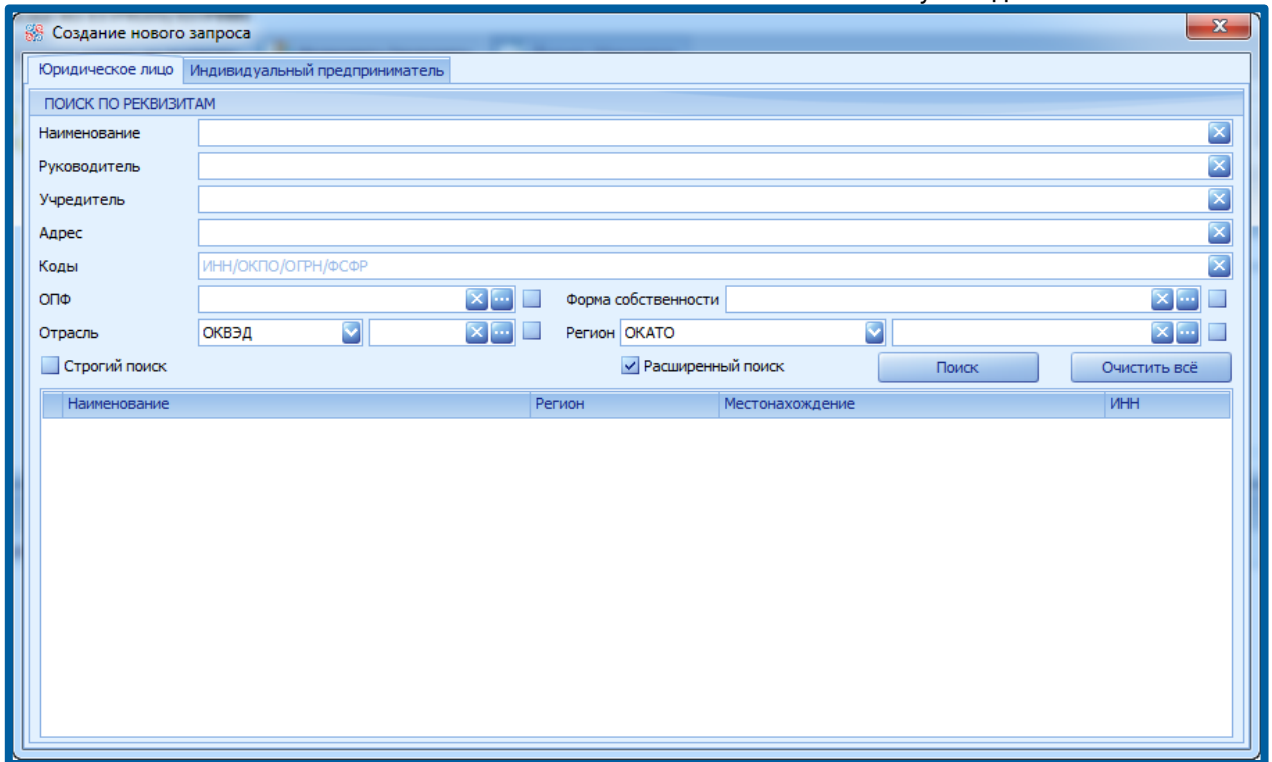 Создание нового запроса
Юридическое лицо Индивидуальный предприниматель
ПОИСК ПО РЕКВИЗИТАМ
Наименование
Руководитель
Учредитель
Адрес
Коды ИНН/ОКПО/ОГРН/ФСФР
ОПФ Форма собственности
Отрасль ОКВЭД Регион ОКАТО
Строгий поиск Расширенный поиск Поиск Очистить всё
Наименование Регион Местонахождение ИНН